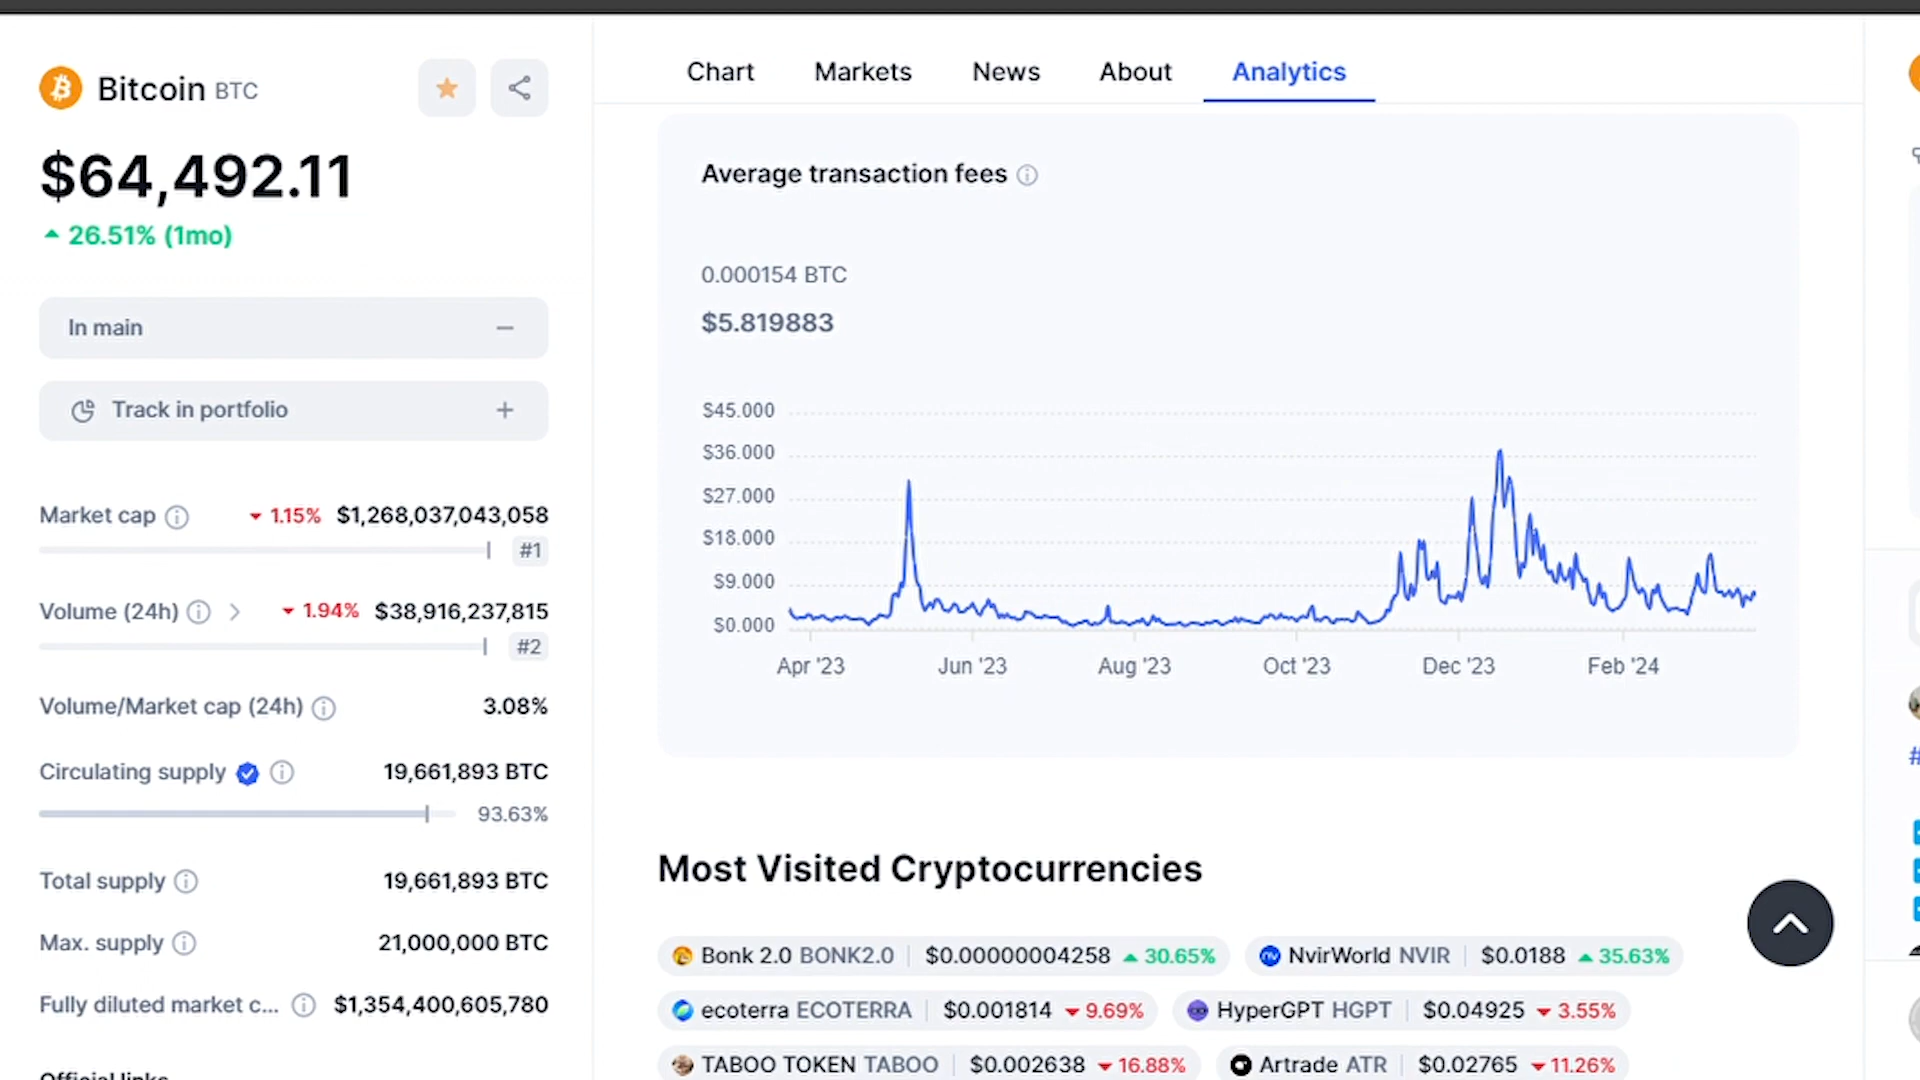 Bitcoin BTC
$64,492.11
26.51% (1mo)
In main
Track in portfolio
Market cap 1.15% $1,268,037,043,058
#1
Volume (24h) 1.94% $38,916,237,815
#2
Volume/Market cap (24h) 3.08%
Circulating supply 19,661,893 BTC
93.63%
Total supply 19,661,893 BTC
Max. supply 21,000,000 BTC
Fully diluted market c... $1,354,400,605,780
Official links
Chart Markets News About Analytics
Average transaction fees
0.000154 BTC
$5.819883
$45.000
$36.000
$27.000
$18.000
$9.000
$0.000
Apr '23 Jun '23 Aug '23 Oct '23 Dec '23 Feb '24
Most Visited Cryptocurrencies
Bonk 2.0 BONK2.0 $0.00000004258 30.65% NvirWorld NVIR $0.0188 35.63%
ecoterra ECOTERRA $0.001814 9.69% HyperGPT HGPT $0.04925 3.55%
TABOO TOKEN TABOO $0.002638 16.88% Artrade ATR $0.02765 11.26%
#